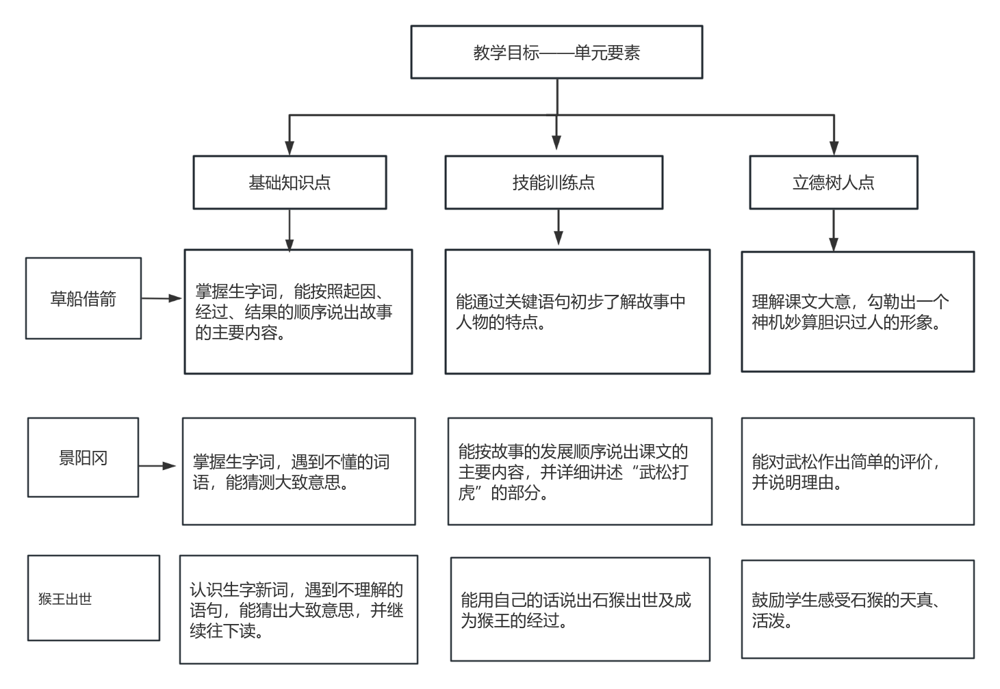 教学目标——单元要素
基础知识点
技能训练点
立德树人点
草船借箭
掌握生字词，能按照起因、
经过、结果的顺序说出故事
的主要内容。
能通过关键语句初步了解故事中
人物的特点。
理解课文大意，勾勒出一个
神机妙算胆识过人的形象。
景阳冈
掌握生字词，遇到不懂的词
语，能猜测大致意思。
能按故事的发展顺序说出课文的
主要内容，并详细讲述“武松打
虎”的部分。
能对武松作出简单的评价，
并说明理由。
猴王出世
认识生字新词，遇到不理解的
语句，能猜出大致意思，并继
续往下读。
能用自己的话说出石猴出世及成
为猴王的经过。
鼓励学生感受石猴的天真、
活泼。